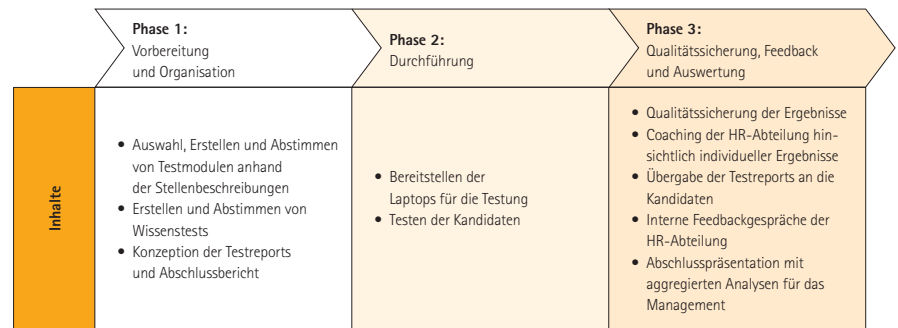 Phase 1:
Vorbereitung
und Organisation
Phase 2:
Durchführung
Phase 3:
Qualitätssicherung, Feedback
und Auswertung
Inhalte
• Auswahl, Erstellen und Abstimmen
von Testmodulen anhand
der Stellenbeschreibungen
• Erstellen und Abstimmen von
Wissenstests
• Konzeption der Testreports
und Abschlussbericht
• Bereitstellen der
Laptops für die Testung
• Testen der Kandidaten
• Qualitätssicherung der Ergebnisse
• Coaching der HR-Abteilung hin-
sichtlich individueller Ergebnisse
• Übergabe der Testreports an die
Kandidaten
• Interne Feedbackgespräche der
HR-Abteilung
• Abschlusspräsentation mit
aggregierten Analysen für das
Management